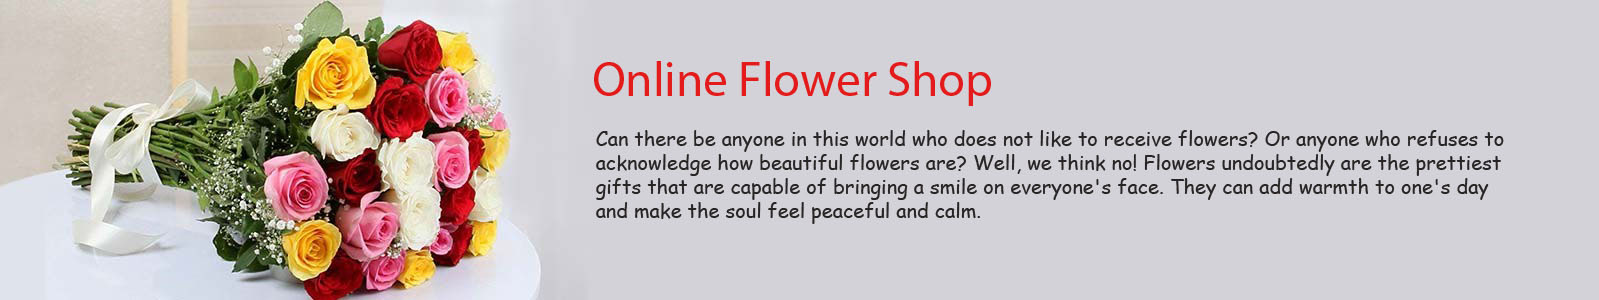 Online Flower Shop
Can there be anyone in this world who does not like to receive flowers? Or anyone who refuses to
acknowledge how beautiful flowers are? Well, we think no! Flowers undoubtedly are the prettiest
gifts that are capable of bringing a smile on everyone's face. They can add warmth to one's day
and make the soul feel peaceful and calm.